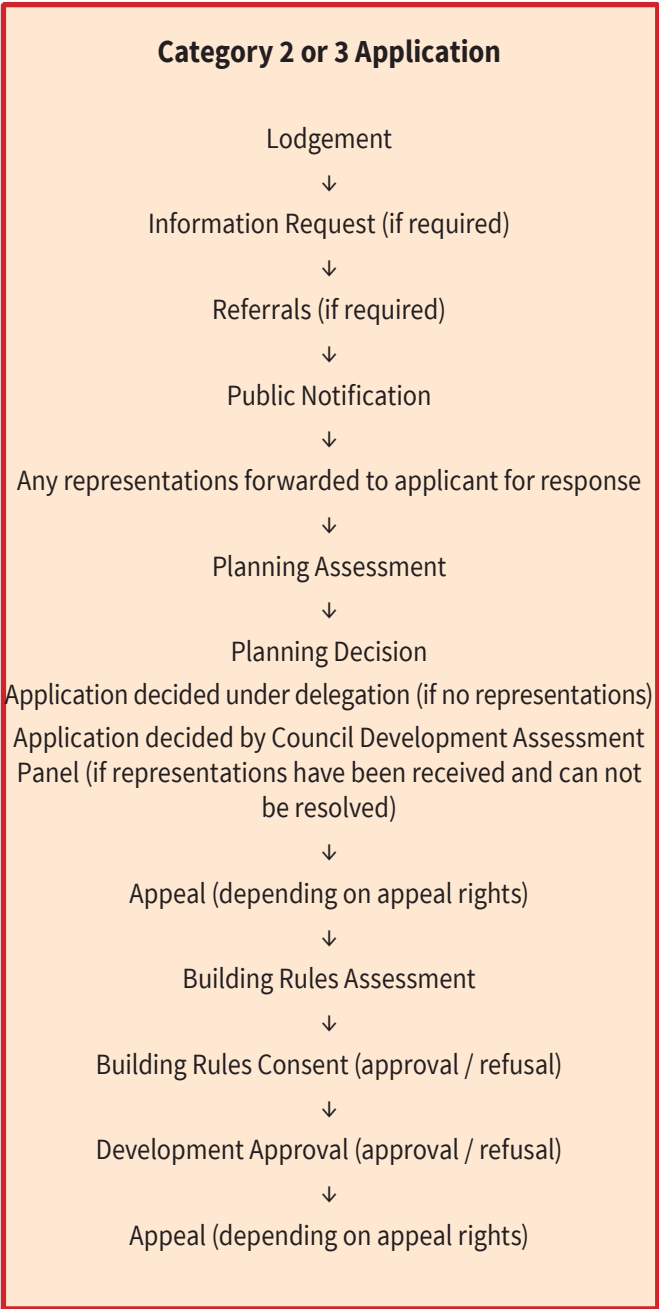 Category 2 or 3 Application
Lodgement
↓
Information Request (if required)
↓
Referrals (if required)
↓
Public Notification
↓
Any representations forwarded to applicant for response
↓
Planning Assessment
↓
Planning Decision
Application decided under delegation (if no representations)
Application decided by Council Development Assessment
Panel (if representations have been received and can not
be resolved)
↓
Appeal (depending on appeal rights)
↓
Building Rules Assessment
↓
Building Rules Consent (approval / refusal)
↓
Development Approval (approval / refusal)
↓
Appeal (depending on appeal rights)